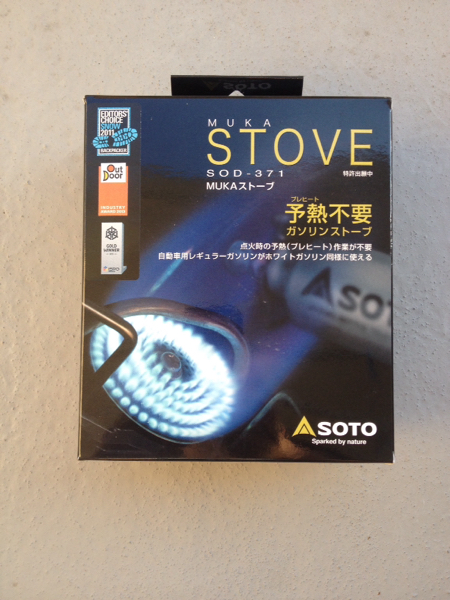 SOTO
EDITORS'
CHOICE
SNOW
2011
BACKPACKER
OutDoor
INDUSTRY
AWARD
GOLD
WINNER
MUKA
STOVE
SOD-371
特許出願中
MUKAストーブ
プレヒート
予熱不要
ガソリンストーブ
点火時の予熱(プレヒート)作業が不要
自動車用レギュラーガソリンがホワイトガソリン同様に使える
SOTO
SOTO
Sparked by nature